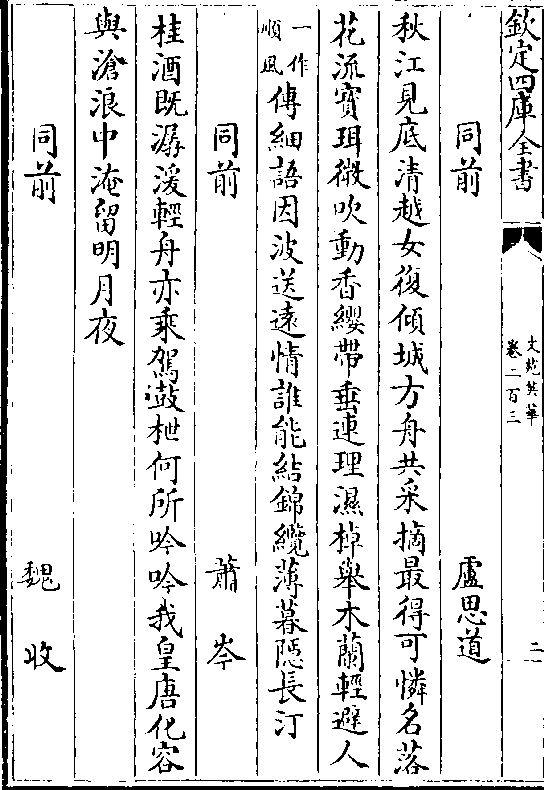 欽定四庫全書
文苑英華
卷二百三
二
同前 盧思道
秋江見底清越女復傾城方舟共采摘最得可憐名落
花流寶珥微吹動香纓帶垂連理濕棹舉木蘭輕避人
一作
順風
傳細語因波送遠情誰能結錦纜薄暮隠長汀
同前 蕭岑
桂酒既潺湲輕舟亦乘駕鼓枻何所吟吟我皇唐化容
與滄浪中淹留明月夜
同前 魏收